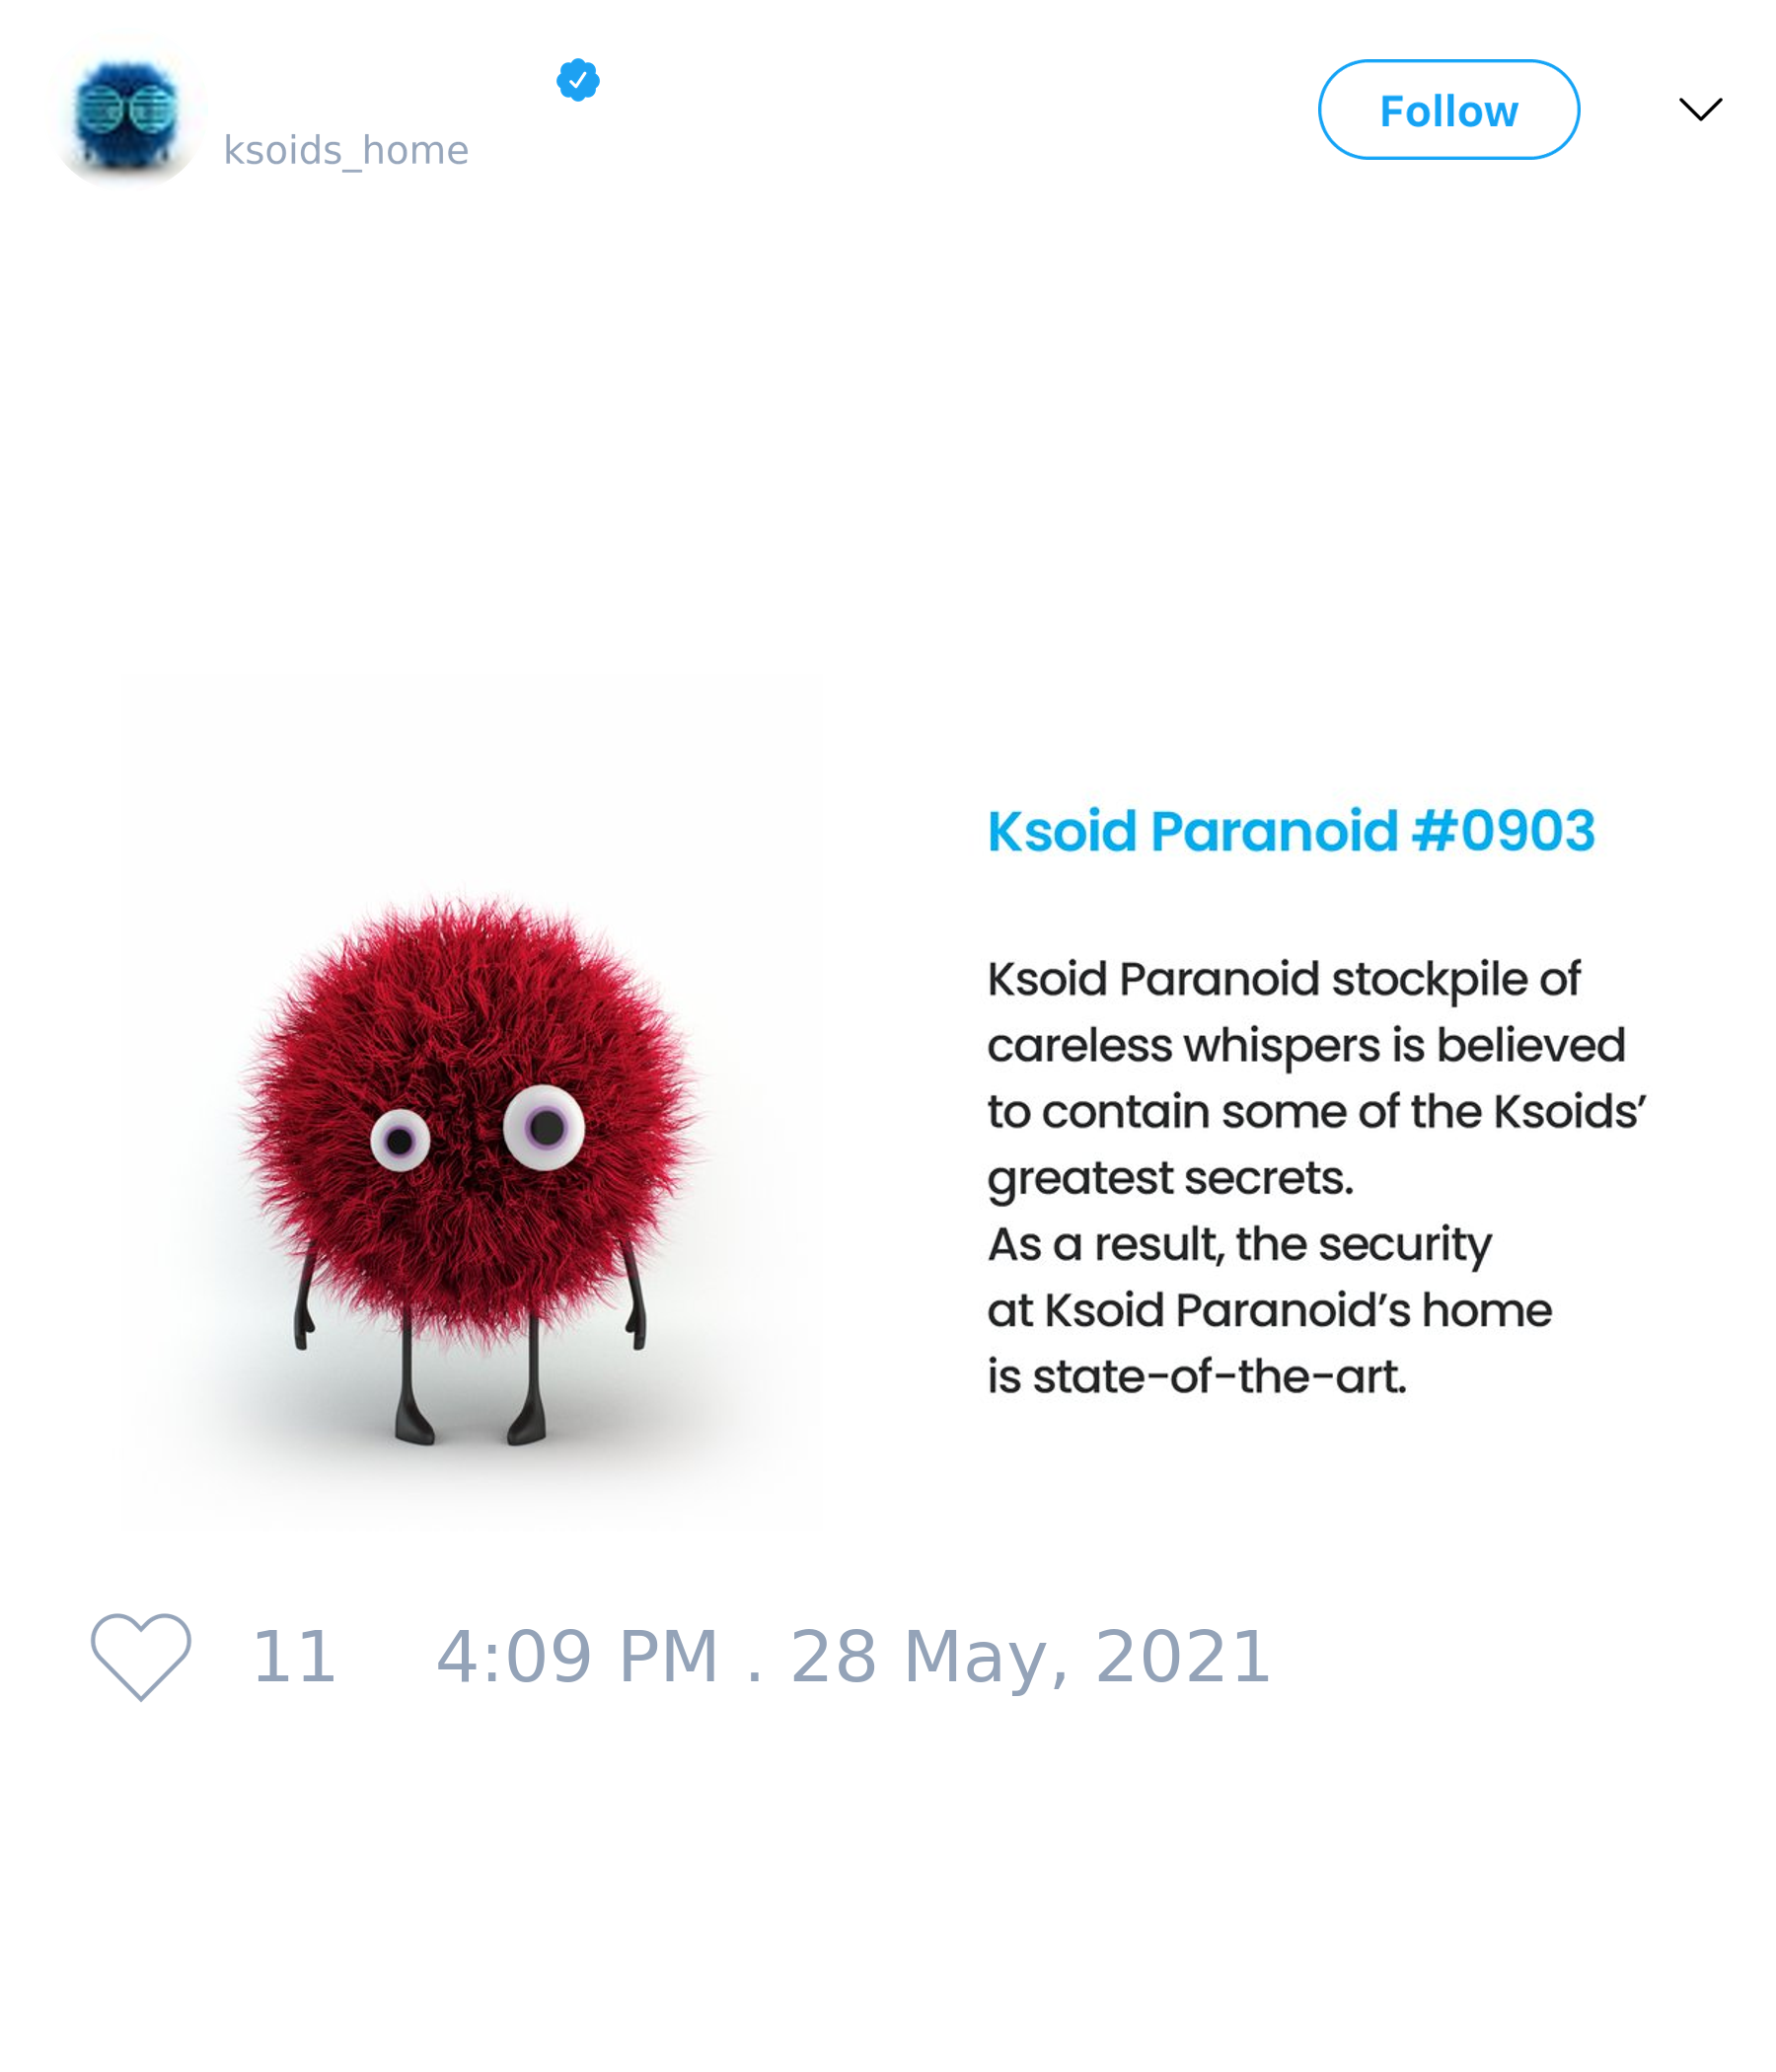 ksoids_home
Follow
Ksoid Paranoid #0903
Ksoid Paranoid stockpile of
careless whispers is believed
to contain some of the Ksoids’
greatest secrets.
As a result, the security
at Ksoid Paranoid’s home
is state-of-the-art.
11 4:09 PM . 28 May, 2021